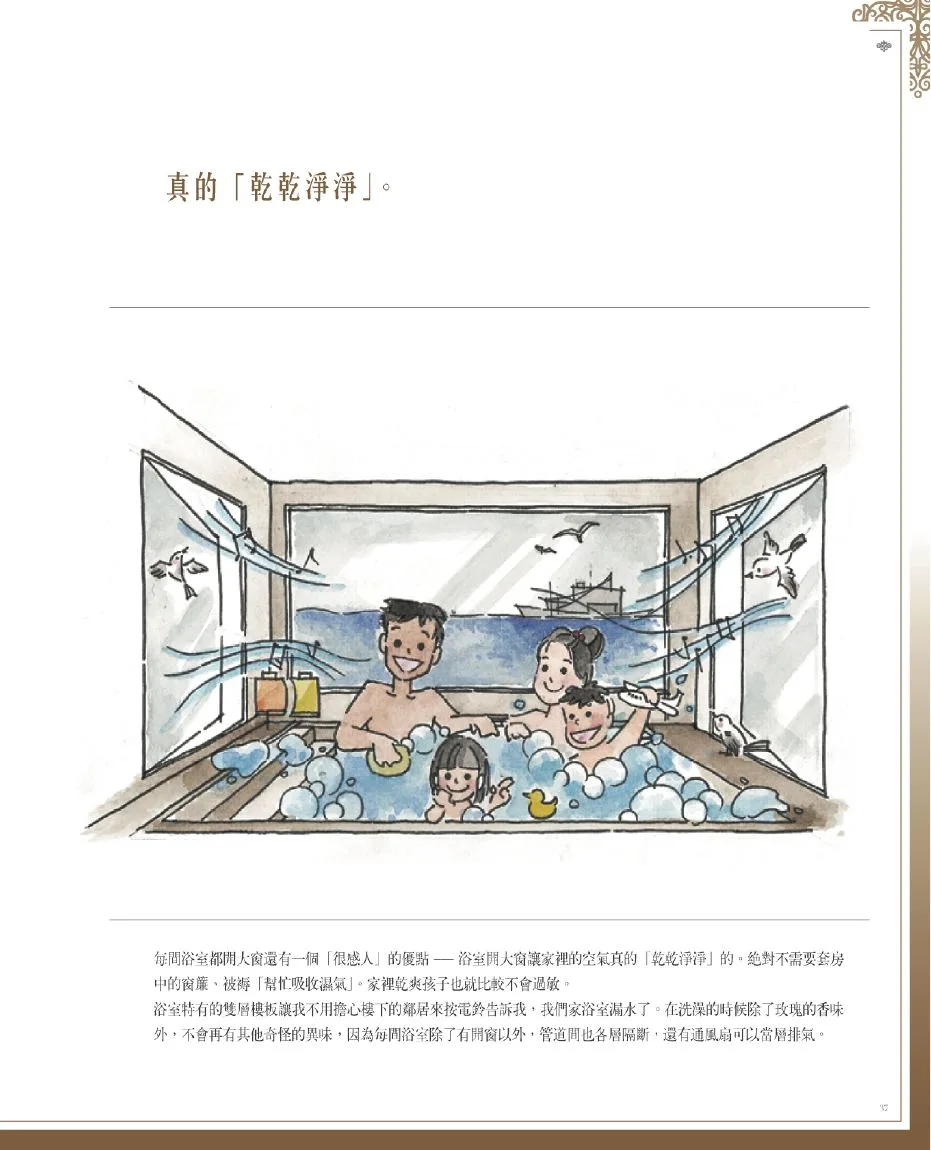 真的「乾乾淨淨」。
每間浴室都開大窗還有一個「很感人」的優點 — 浴室開大窗讓家裡的空氣真的「乾乾淨淨」的。絕對不需要套房
中的窗簾、被褥「幫忙吸收濕氣」。家裡乾爽孩子也就比較不會過敏。
浴室特有的雙層樓板讓我不用擔心樓下的鄰居來按電鈴告訴我，我們家浴室漏水了。在洗澡的時候除了玫瑰的香味
外，不會再有其他奇怪的異味，因為每間浴室除了有開窗以外，管道間也各層隔斷，還有通風扇可以當層排氣。